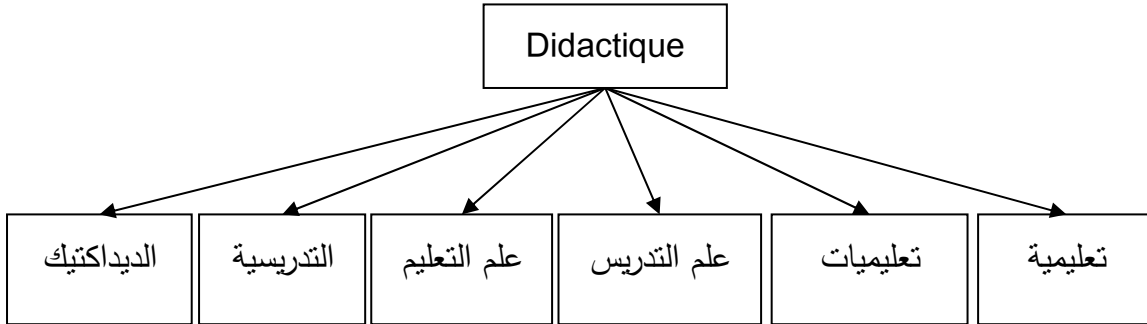 Didactique
تعليمية
تعليميات
علم التدريس
علم التعليم
التدريسية
الديداكتيك